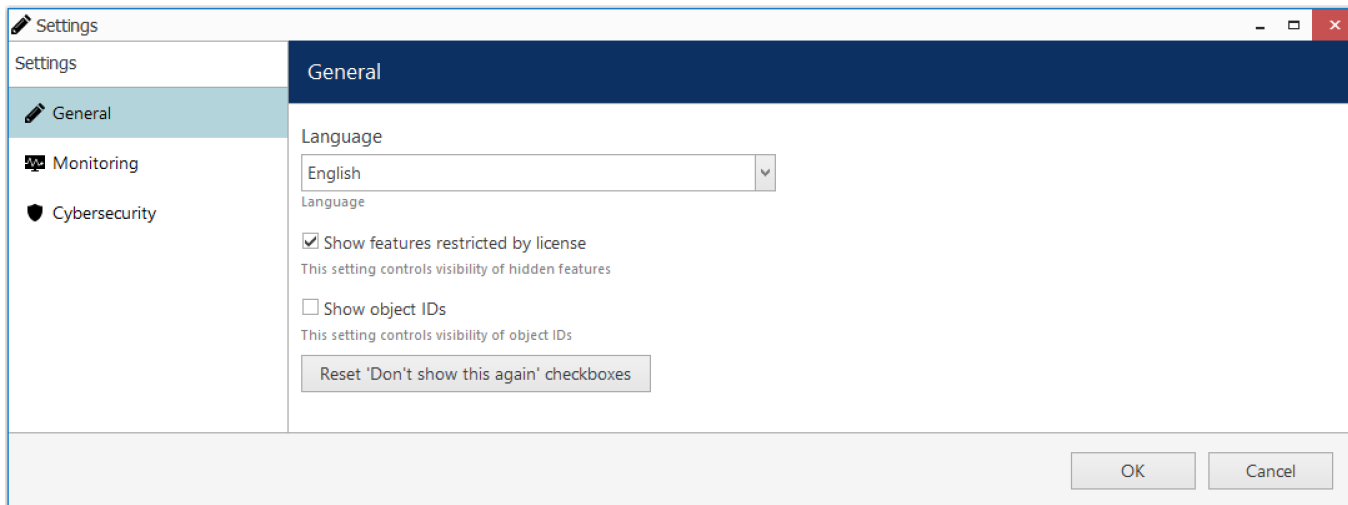 Settings
Settings
General
Monitoring
Cybersecurity
General
Language
English
Language
Show features restricted by license
This setting controls visibility of hidden features
Show object IDs
This setting controls visibility of object IDs
Reset 'Don't show this again' checkboxes
OK
Cancel